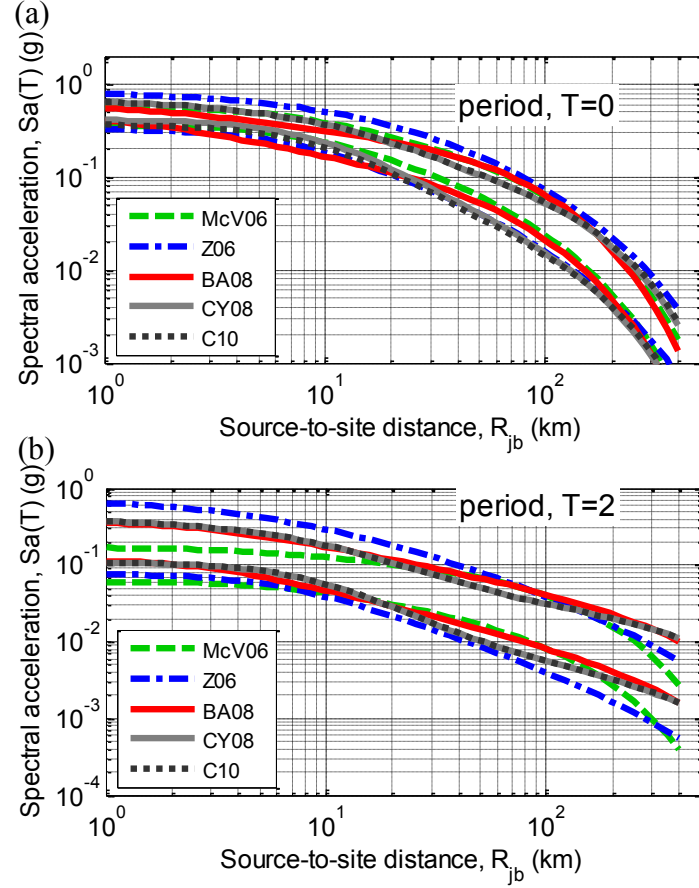 (a)
Spectral acceleration, Sa(T) (g)
10^0
10^-1
10^-2
10^-3
period, T=0
McV06
Z06
BA08
CY08
C10
10^0
10^1
10^2
Source-to-site distance, R_jb (km)
(b)
Spectral acceleration, Sa(T) (g)
10^0
10^-1
10^-2
10^-3
10^-4
period, T=2
McV06
Z06
BA08
CY08
C10
10^0
10^1
10^2
Source-to-site distance, R_jb (km)